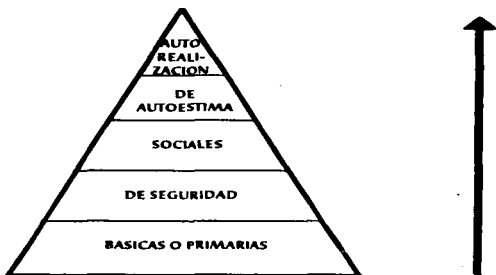 AUTO
REALI-
ZACION
DE
AUTOESTIMA
SOCIALES
DE SEGURIDAD
BASICAS O PRIMARIAS